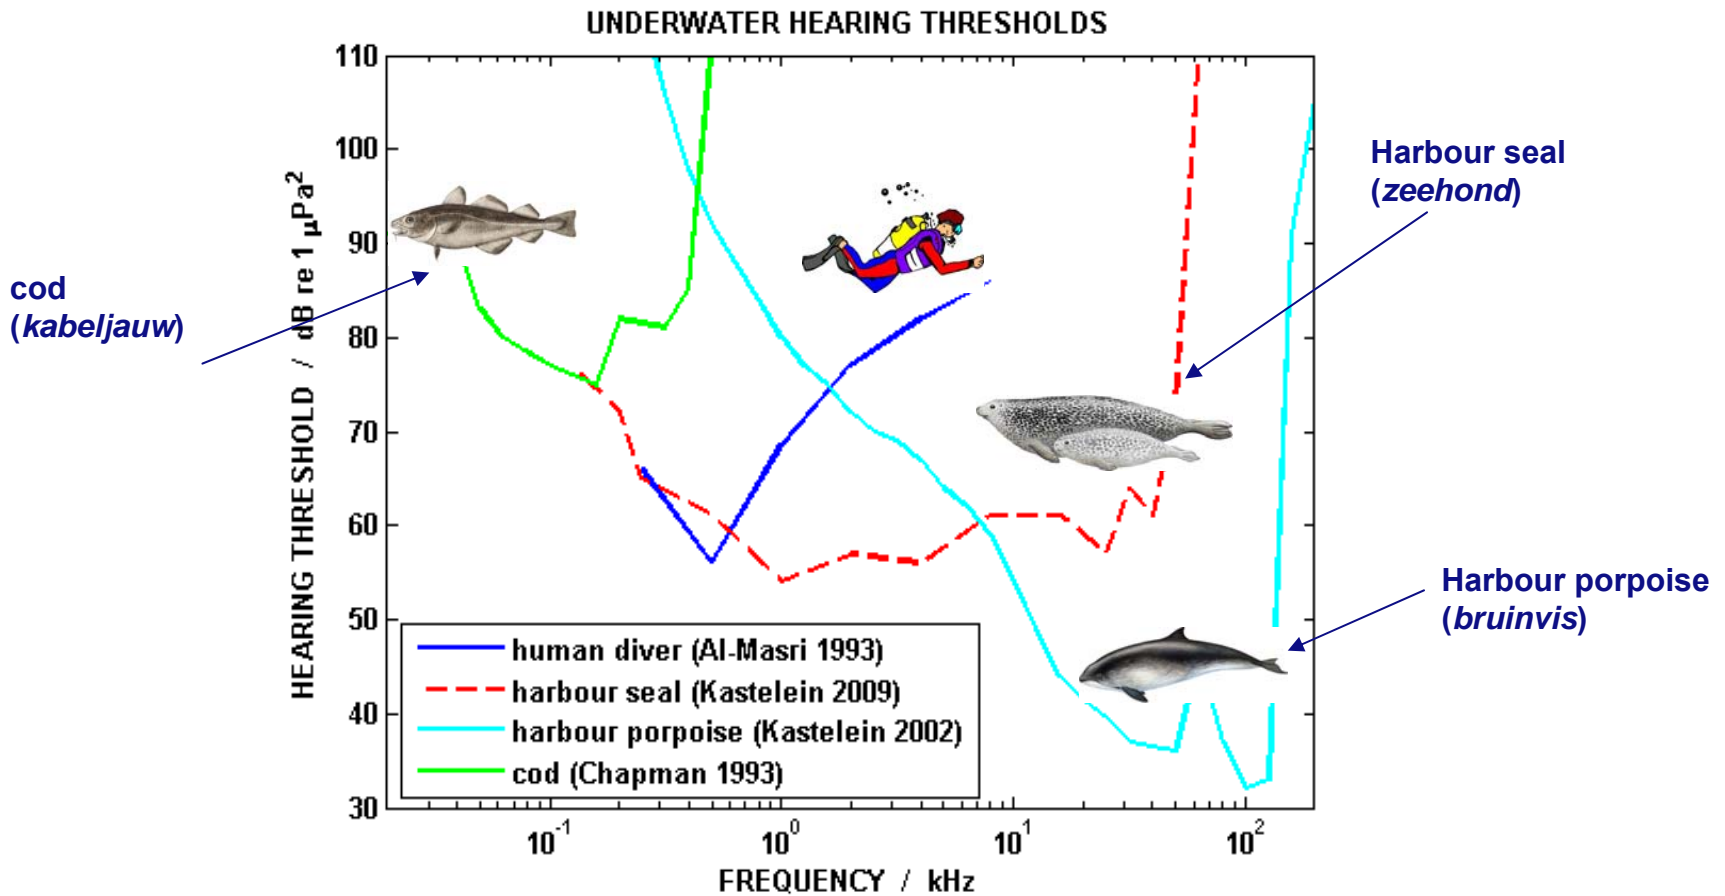 UNDERWATER HEARING THRESHOLDS
110
100
90
80
70
60
50
40
30
HEARING THRESHOLD / dB re 1 µPa²
10⁻¹
10⁰
10¹
10²
FREQUENCY / kHz
cod
(kabeljauw)
Harbour seal
(zeehond)
Harbour porpoise
(bruinvis)
human diver (Al-Masri 1993)
harbour seal (Kastelein 2009)
harbour porpoise (Kastelein 2002)
cod (Chapman 1993)